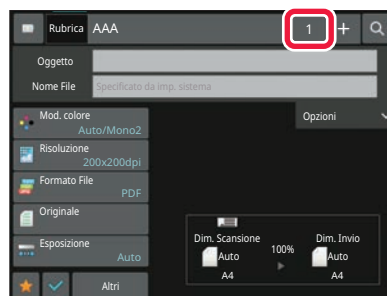 Rubrica AAA 1 +
Oggetto
Nome File Specificato da imp. sistema
Mod. colore
Auto/Mono2
Opzioni
Risoluzione
200x200dpi
Formato File
PDF
Originale
Esposizione
Auto
Dim. Scansione 100% Dim. Invio
Auto Auto
A4 A4
Altri